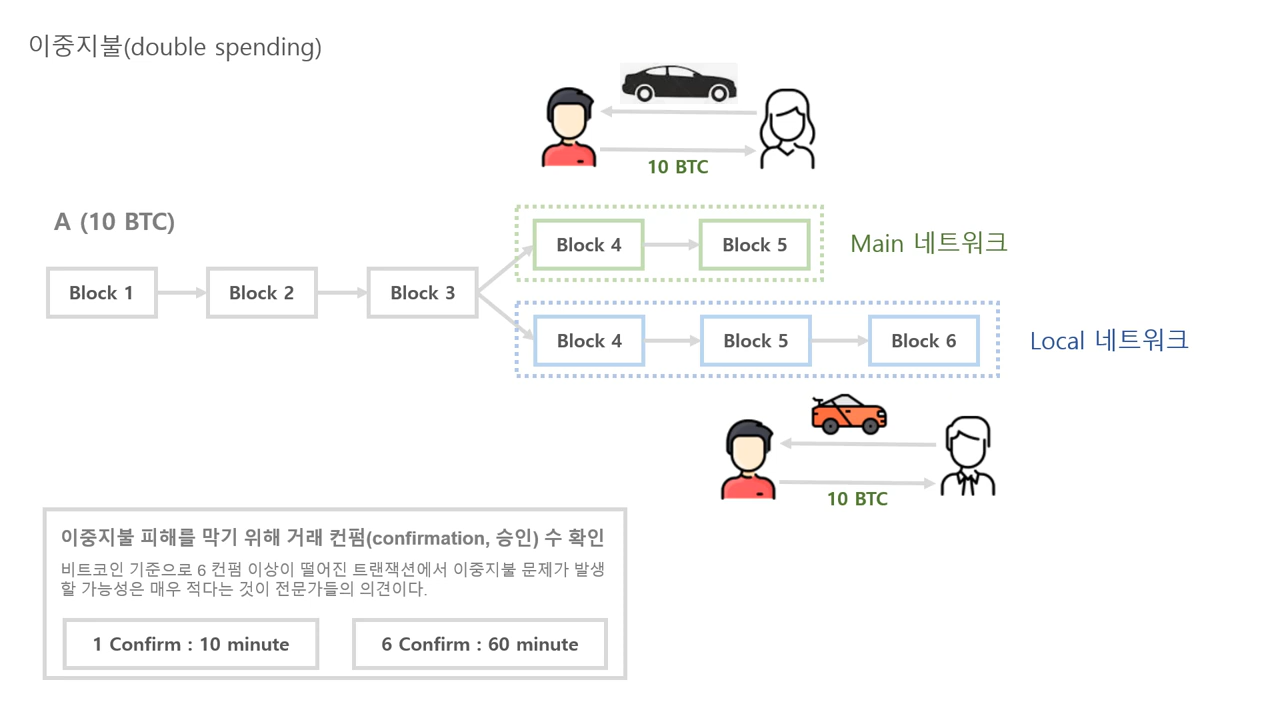 이중지불(double spending)
10 BTC
A (10 BTC)
Block 1
Block 2
Block 3
Block 4
Block 5
Main 네트워크
Block 4
Block 5
Block 6
Local 네트워크
10 BTC
이중지불 피해를 막기 위해 거래 컨펌(confirmation, 승인) 수 확인
비트코인 기준으로 6 컨펌 이상이 떨어진 트랜잭션에서 이중지불 문제가 발생
할 가능성은 매우 적다는 것이 전문가들의 의견이다.
1 Confirm : 10 minute
6 Confirm : 60 minute